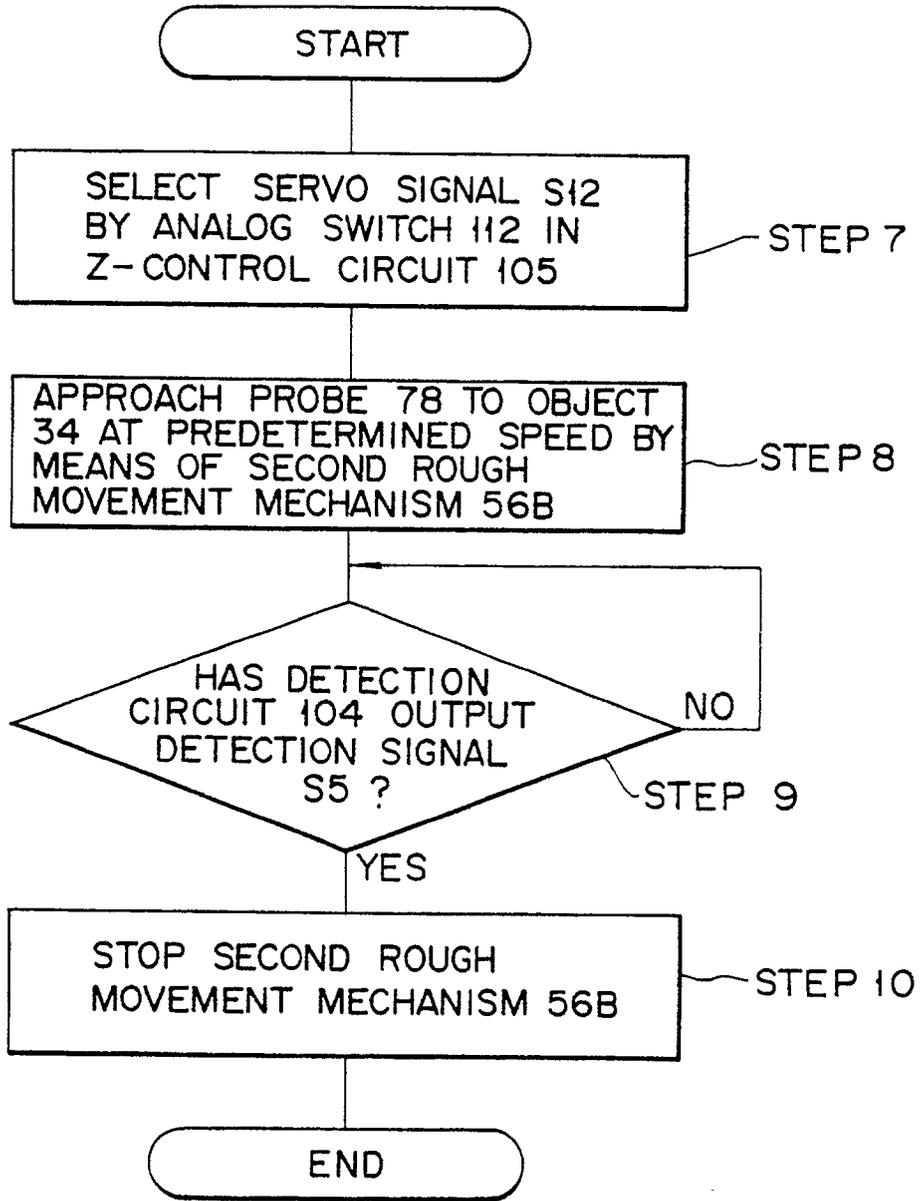 START
SELECT SERVO SIGNAL S12
BY ANALOG SWITCH 112 IN
Z-CONTROL CIRCUIT 105
STEP 7
APPROACH PROBE 78 TO OBJECT
34 AT PREDETERMINED SPEED BY
MEANS OF SECOND ROUGH
MOVEMENT MECHANISM 56B
STEP 8
HAS DETECTION
CIRCUIT 104 OUTPUT
DETECTION SIGNAL
S5 ?
NO
STEP 9
YES
STOP SECOND ROUGH
MOVEMENT MECHANISM 56B
STEP 10
END